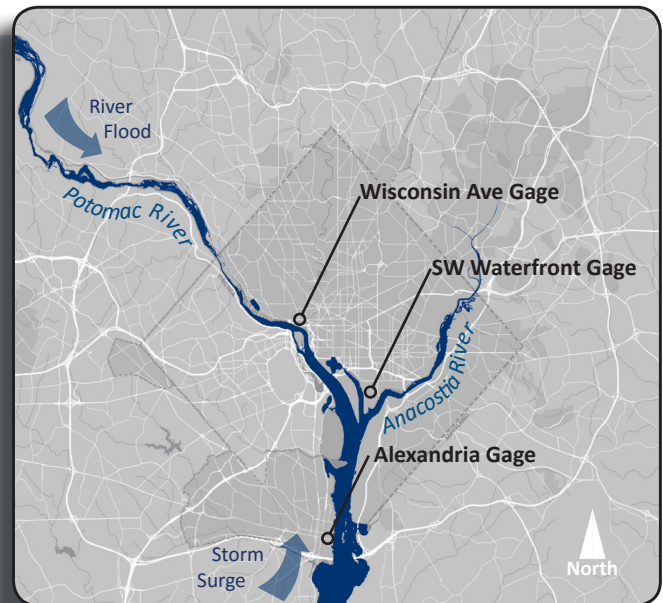 River
Flood
Potomac River
Wisconsin Ave Gage
SW Waterfront Gage
Anacostia River
Alexandria Gage
Storm
Surge
North